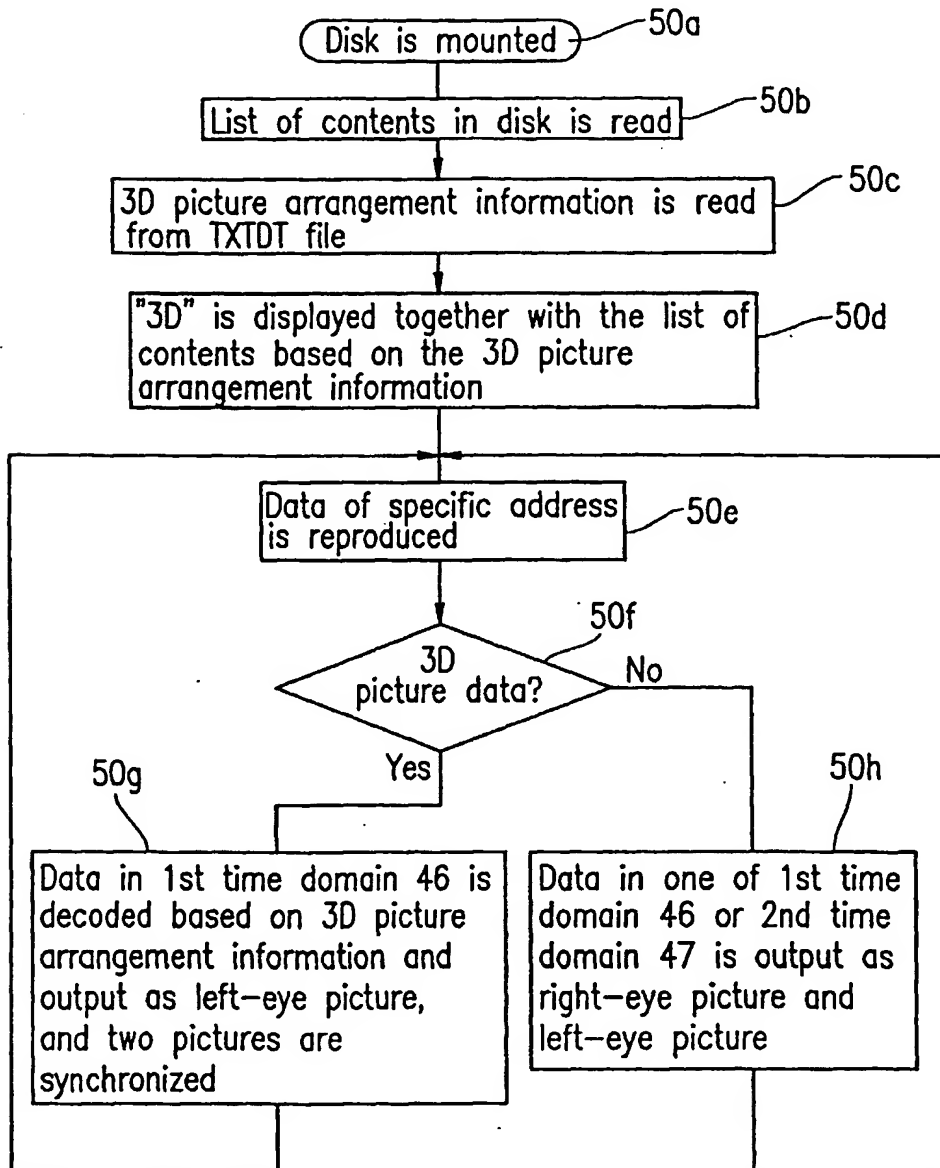 Disk is mounted
50a
List of contents in disk is read
50b
3D picture arrangement information is read
from TXTDT file
50c
"3D" is displayed together with the list of
contents based on the 3D picture
arrangement information
50d
Data of specific address
is reproduced
50e
3D
picture data?
50f
No
Yes
50g
Data in 1st time domain 46 is
decoded based on 3D picture
arrangement information and
output as left-eye picture,
and two pictures are
synchronized
50h
Data in one of 1st time
domain 46 or 2nd time
domain 47 is output as
right-eye picture and
left-eye picture